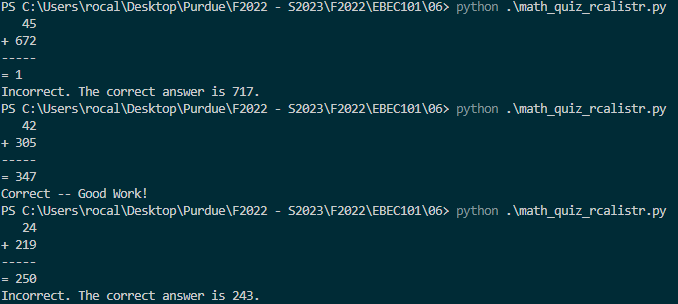 PS C:\Users\rocal\Desktop\Purdue\F2022 - S2023\F2022\EBEC101\06> python .\math_quiz_rcalistr.py
   45
+ 672
-----
= 1
Incorrect. The correct answer is 717.
PS C:\Users\rocal\Desktop\Purdue\F2022 - S2023\F2022\EBEC101\06> python .\math_quiz_rcalistr.py
   42
+ 305
-----
= 347
Correct -- Good Work!
PS C:\Users\rocal\Desktop\Purdue\F2022 - S2023\F2022\EBEC101\06> python .\math_quiz_rcalistr.py
   24
+ 219
-----
= 250
Incorrect. The correct answer is 243.